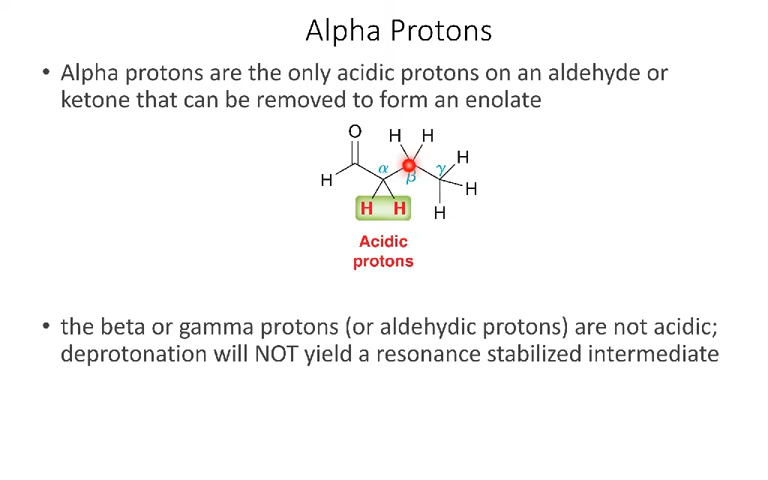 Alpha Protons
• Alpha protons are the only acidic protons on an aldehyde or
ketone that can be removed to form an enolate
O
H H
H
α
γ
β
H
H
H H
H
Acidic
protons
• the beta or gamma protons (or aldehydic protons) are not acidic;
deprotonation will NOT yield a resonance stabilized intermediate